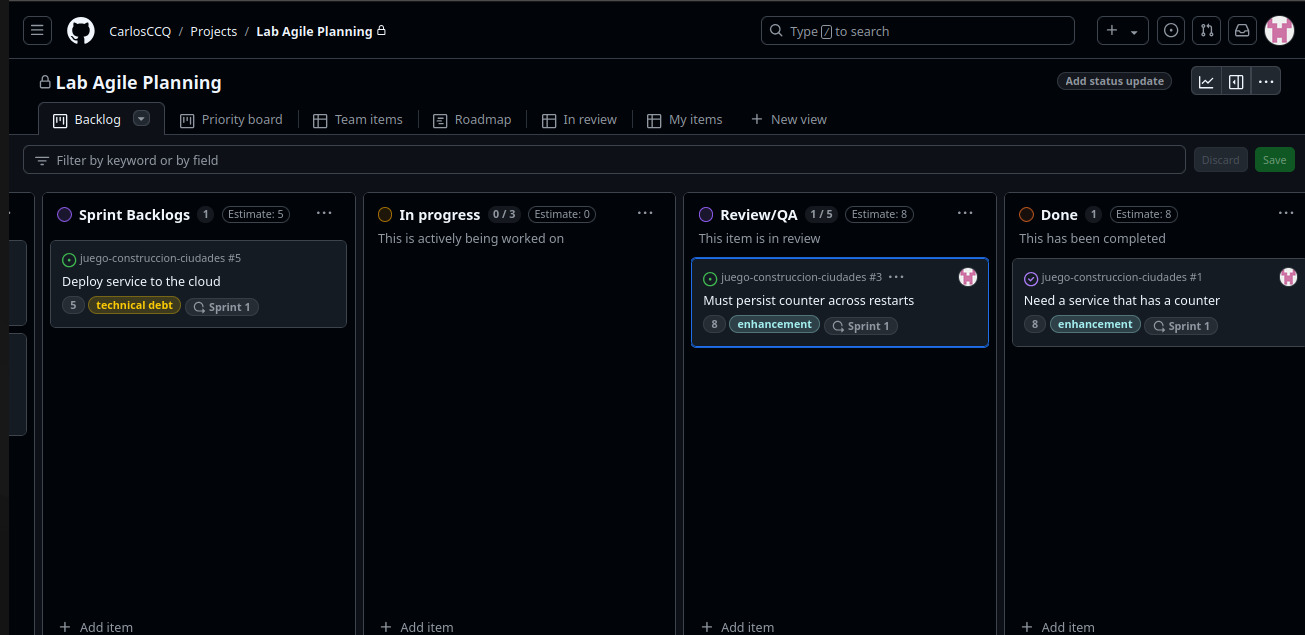 CarlosCCQ / Projects / Lab Agile Planning
Type / to search
Lab Agile Planning
Add status update
Backlog
Priority board
Team items
Roadmap
In review
My items
New view
Filter by keyword or by field
Discard
Save
Sprint Backlogs 1 Estimate: 5
juego-construccion-ciudades #5
Deploy service to the cloud
5 technical debt Sprint 1
Add item
In progress 0 / 3 Estimate: 0
This is actively being worked on
Add item
Review/QA 1 / 5 Estimate: 8
This item is in review
juego-construccion-ciudades #3
Must persist counter across restarts
8 enhancement Sprint 1
Add item
Done 1 Estimate: 8
This has been completed
juego-construccion-ciudades #1
Need a service that has a counter
8 enhancement Sprint 1
Add item